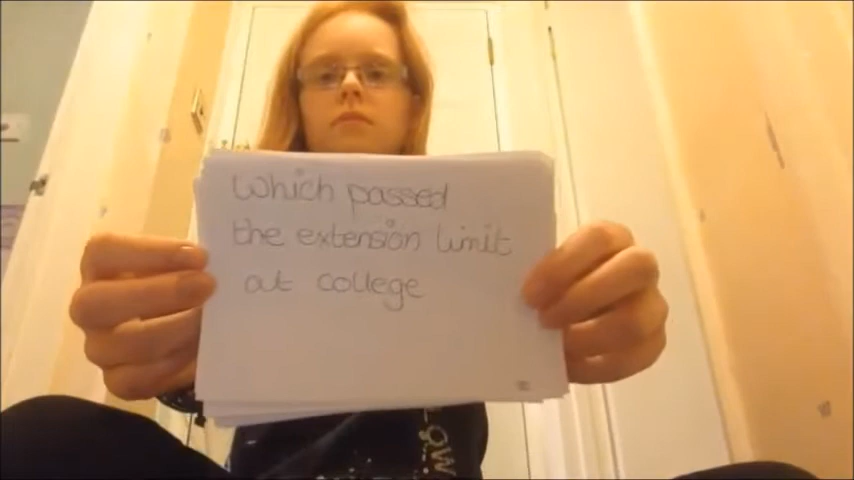 Which passed
the extension limit
at college